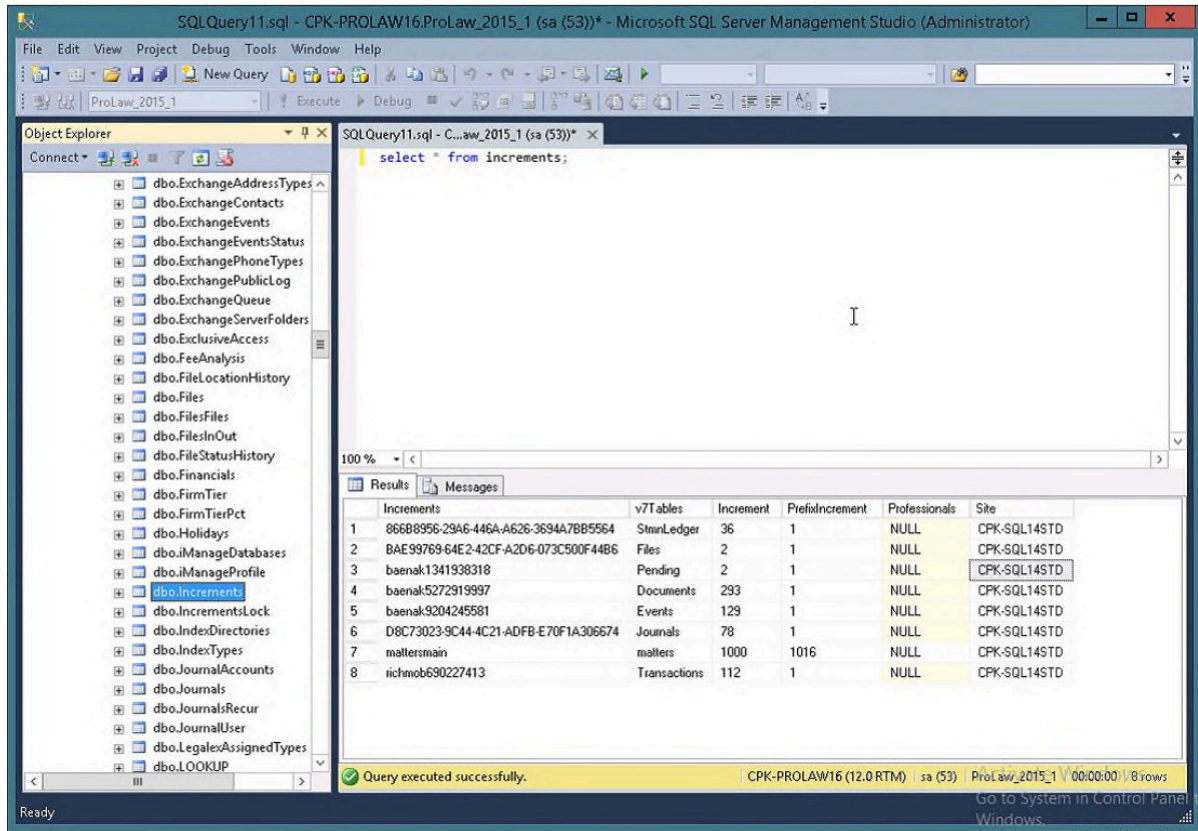 SQLQuery11.sql - CPK-PROLAW16.ProLaw_2015_1 (sa (53))* - Microsoft SQL Server Management Studio (Administrator)
File Edit View Project Debug Tools Window Help
New Query
ProLaw_2015_1 Execute Debug
Object Explorer
Connect
dbo.ExchangeAddressTypes
dbo.ExchangeContacts
dbo.ExchangeEvents
dbo.ExchangeEventsStatus
dbo.ExchangePhoneTypes
dbo.ExchangePublicLog
dbo.ExchangeQueue
dbo.ExchangeServerFolders
dbo.ExclusiveAccess
dbo.FeeAnalysis
dbo.FileLocationHistory
dbo.Files
dbo.FilesFiles
dbo.FilesInOut
dbo.FileStatusHistory
dbo.Financials
dbo.FirmTier
dbo.FirmTierPct
dbo.Holidays
dbo.iManageDatabases
dbo.iManageProfile
dbo.Increments
dbo.IncrementsLock
dbo.IndexDirectories
dbo.IndexTypes
dbo.JournalAccounts
dbo.Journals
dbo.JournalsRecur
dbo.JournalUser
dbo.LegalexAssignedTypes
dbo.LOOKUP
SQLQuery11.sql - C...aw_2015_1 (sa (53))*
select * from increments;
100 %
Results Messages
Increments v7Tables Increment PrefixIncrement Professionals Site
1 866B8956-29A6-446A-A626-3694A7BB5564 StmnLedger 36 1 NULL CPK-SQL14STD
2 BAE99769-64E2-42CF-A2D6-073C500F44B6 Files 2 1 NULL CPK-SQL14STD
3 baenak1341938318 Pending 2 1 NULL CPK-SQL14STD
4 baenak5272919997 Documents 293 1 NULL CPK-SQL14STD
5 baenak9204245581 Events 129 1 NULL CPK-SQL14STD
6 D8C73023-9C44-4C21-ADFB-E70F1A306674 Journals 78 1 NULL CPK-SQL14STD
7 mattersmain matters 1000 1016 NULL CPK-SQL14STD
8 richmob690227413 Transactions 112 1 NULL CPK-SQL14STD
Query executed successfully. CPK-PROLAW16 (12.0 RTM) sa (53) ProLaw_2015_1 00:00:00 8 rows
Activate Windows
Go to System in Control Panel t
Windows.
Ready